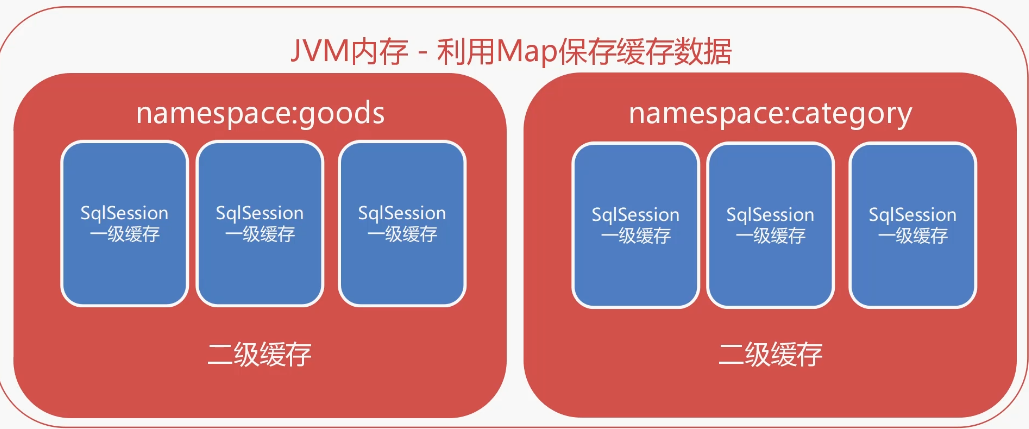 JVM内存 - 利用Map保存缓存数据
namespace:goods
SqlSession
一级缓存
SqlSession
一级缓存
SqlSession
一级缓存
二级缓存
namespace:category
SqlSession
一级缓存
SqlSession
一级缓存
SqlSession
一级缓存
二级缓存